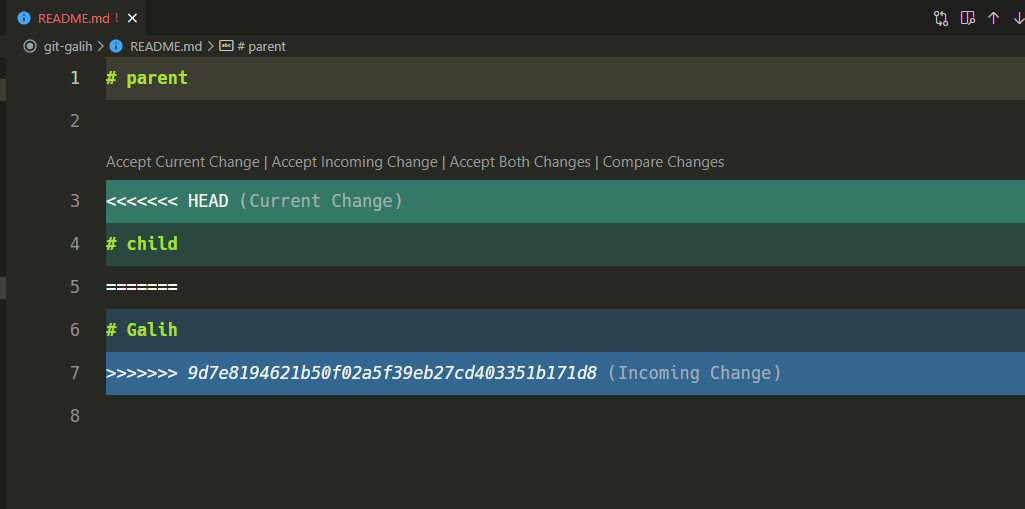 README.md !
git-galih > README.md > # parent
1 # parent
2
Accept Current Change | Accept Incoming Change | Accept Both Changes | Compare Changes
3 <<<<<<< HEAD (Current Change)
4 # child
5 =======
6 # Galih
7 >>>>>>> 9d7e8194621b50f02a5f39eb27cd403351b171d8 (Incoming Change)
8